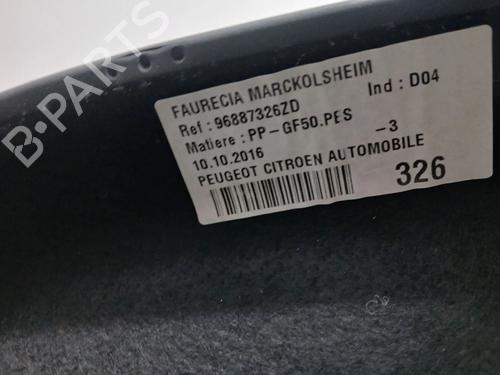 FAURECIA MARCKOLSHEIM
Ref : 96887326ZD Ind : D04
Matiere : PP-GF50.PES -3
10.10.2016
PEUGEOT CITROEN AUTOMOBILE
326
B-PARTS